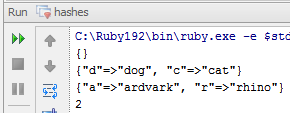 Run hashes
C:\Ruby192\bin\ruby.exe -e $std
{}
{"d"=>"dog", "c"=>"cat"}
{"a"=>"ardvark", "r"=>"rhino"}
2